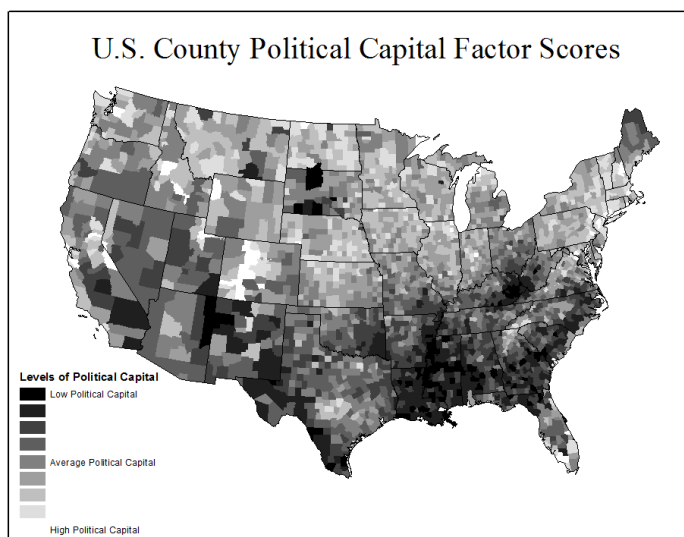 U.S. County Political Capital Factor Scores
Levels of Political Capital
Low Political Capital
Average Political Capital
High Political Capital